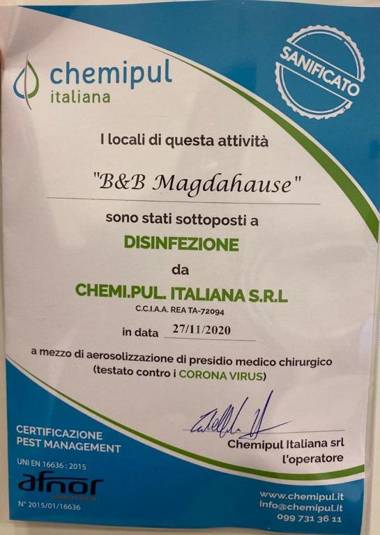 SANIFICATO
chemipul
italiana
I locali di questa attività
"B&B Magdahause"
sono stati sottoposti a
DISINFEZIONE
da
CHEMI.PUL. ITALIANA S.R.L
C.C.I.A.A. REA TA-72094
in data 27/11/2020
a mezzo di aerosolizzazione di presidio medico chirurgico
(testato contro i CORONA VIRUS)
Chemipul Italiana srl
l'operatore
CERTIFICAZIONE
PEST MANAGEMENT
UNI EN 16636 : 2015
afnor
N° 2015/01/16636
www.chemipul.it
info@chemipul.it
099 731 36 11